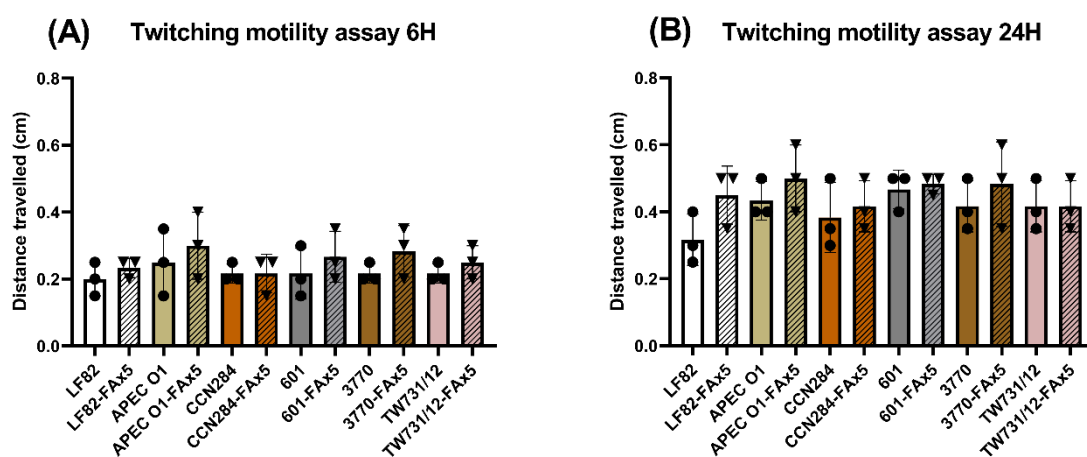 (A) Twitching motility assay 6H
Distance travelled (cm)
0.8
0.6
0.4
0.2
0.0
LF82
LF82-FAx5
APEC O1
APEC O1-FAx5
CCN284
CCN284-FAx5
601
601-FAx5
3770
3770-FAx5
TW731/12
TW731/12-FAx5
(B) Twitching motility assay 24H
Distance travelled (cm)
0.8
0.6
0.4
0.2
0.0
LF82
LF82-FAx5
APEC O1
APEC O1-FAx5
CCN284
CCN284-FAx5
601
601-FAx5
3770
3770-FAx5
TW731/12
TW731/12-FAx5